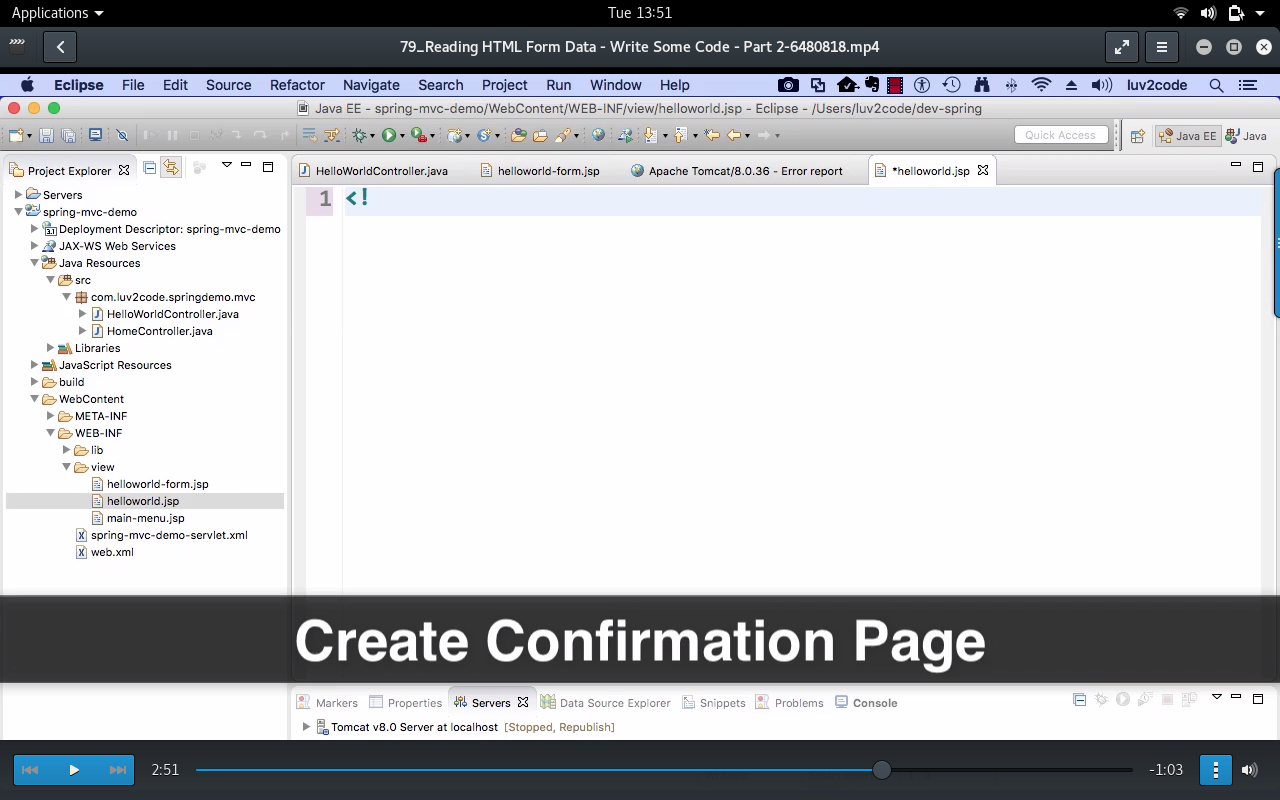 Applications
Tue 13:51
79_Reading HTML Form Data - Write Some Code - Part 2-6480818.mp4
Eclipse File Edit Source Refactor Navigate Search Project Run Window Help luv2code
Java EE - spring-mvc-demo/WebContent/WEB-INF/view/helloworld.jsp - Eclipse - /Users/luv2code/dev-spring
Quick Access Java EE Java
Project Explorer
HelloWorldController.java helloworld-form.jsp Apache Tomcat/8.0.36 - Error report *helloworld.jsp
1 <!
Servers
spring-mvc-demo
Deployment Descriptor: spring-mvc-demo
JAX-WS Web Services
Java Resources
src
com.luv2code.springdemo.mvc
HelloWorldController.java
HomeController.java
Libraries
JavaScript Resources
build
WebContent
META-INF
WEB-INF
lib
view
helloworld-form.jsp
helloworld.jsp
main-menu.jsp
spring-mvc-demo-servlet.xml
web.xml
Create Confirmation Page
Markers Properties Servers Data Source Explorer Snippets Problems Console
Tomcat v8.0 Server at localhost [Stopped, Republish]
2:51 -1:03